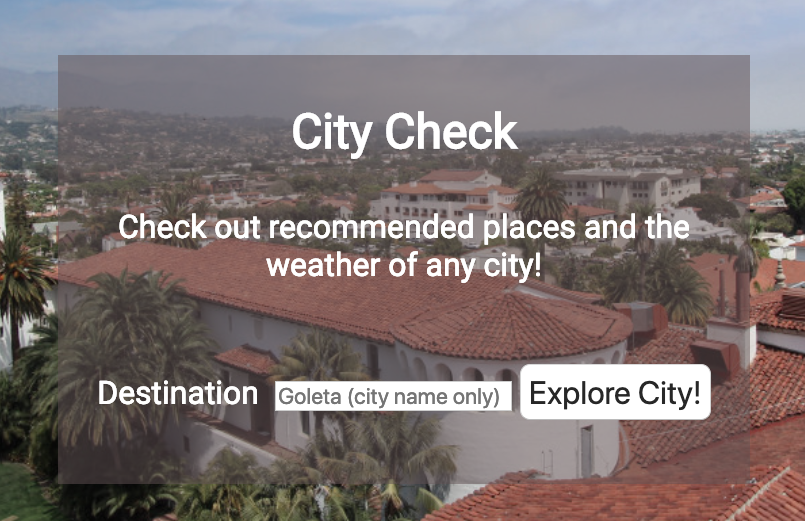 City Check
Check out recommended places and the
weather of any city!
Destination Goleta (city name only) Explore City!